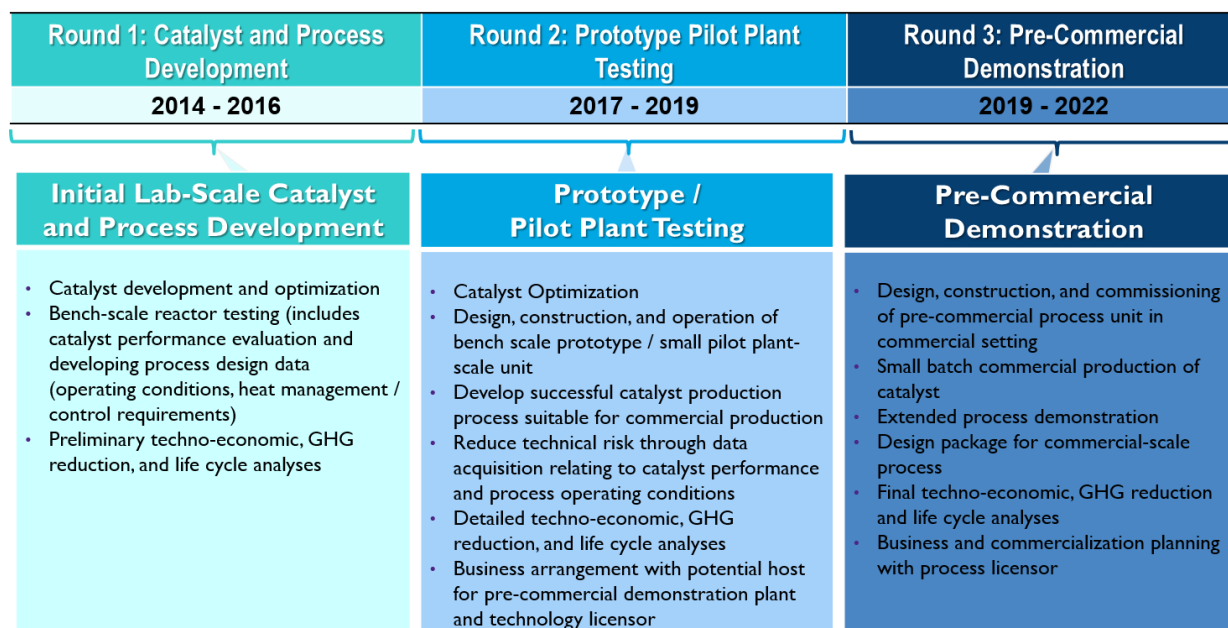 Round 1: Catalyst and Process
Development
2014 - 2016
Round 2: Prototype Pilot Plant
Testing
2017 - 2019
Round 3: Pre-Commercial
Demonstration
2019 - 2022
Initial Lab-Scale Catalyst
and Process Development
• Catalyst development and optimization
• Bench-scale reactor testing (includes
catalyst performance evaluation and
developing process design data
(operating conditions, heat management /
control requirements)
• Preliminary techno-economic, GHG
reduction, and life cycle analyses
Prototype /
Pilot Plant Testing
• Catalyst Optimization
• Design, construction, and operation of
bench scale prototype / small pilot plant-
scale unit
• Develop successful catalyst production
process suitable for commercial production
• Reduce technical risk through data
acquisition relating to catalyst performance
and process operating conditions
• Detailed techno-economic, GHG
reduction, and life cycle analyses
• Business arrangement with potential host
for pre-commercial demonstration plant
and technology licensor
Pre-Commercial
Demonstration
• Design, construction, and commissioning
of pre-commercial process unit in
commercial setting
• Small batch commercial production of
catalyst
• Extended process demonstration
• Design package for commercial-scale
process
• Final techno-economic, GHG reduction
and life cycle analyses
• Business and commercialization planning
with process licensor